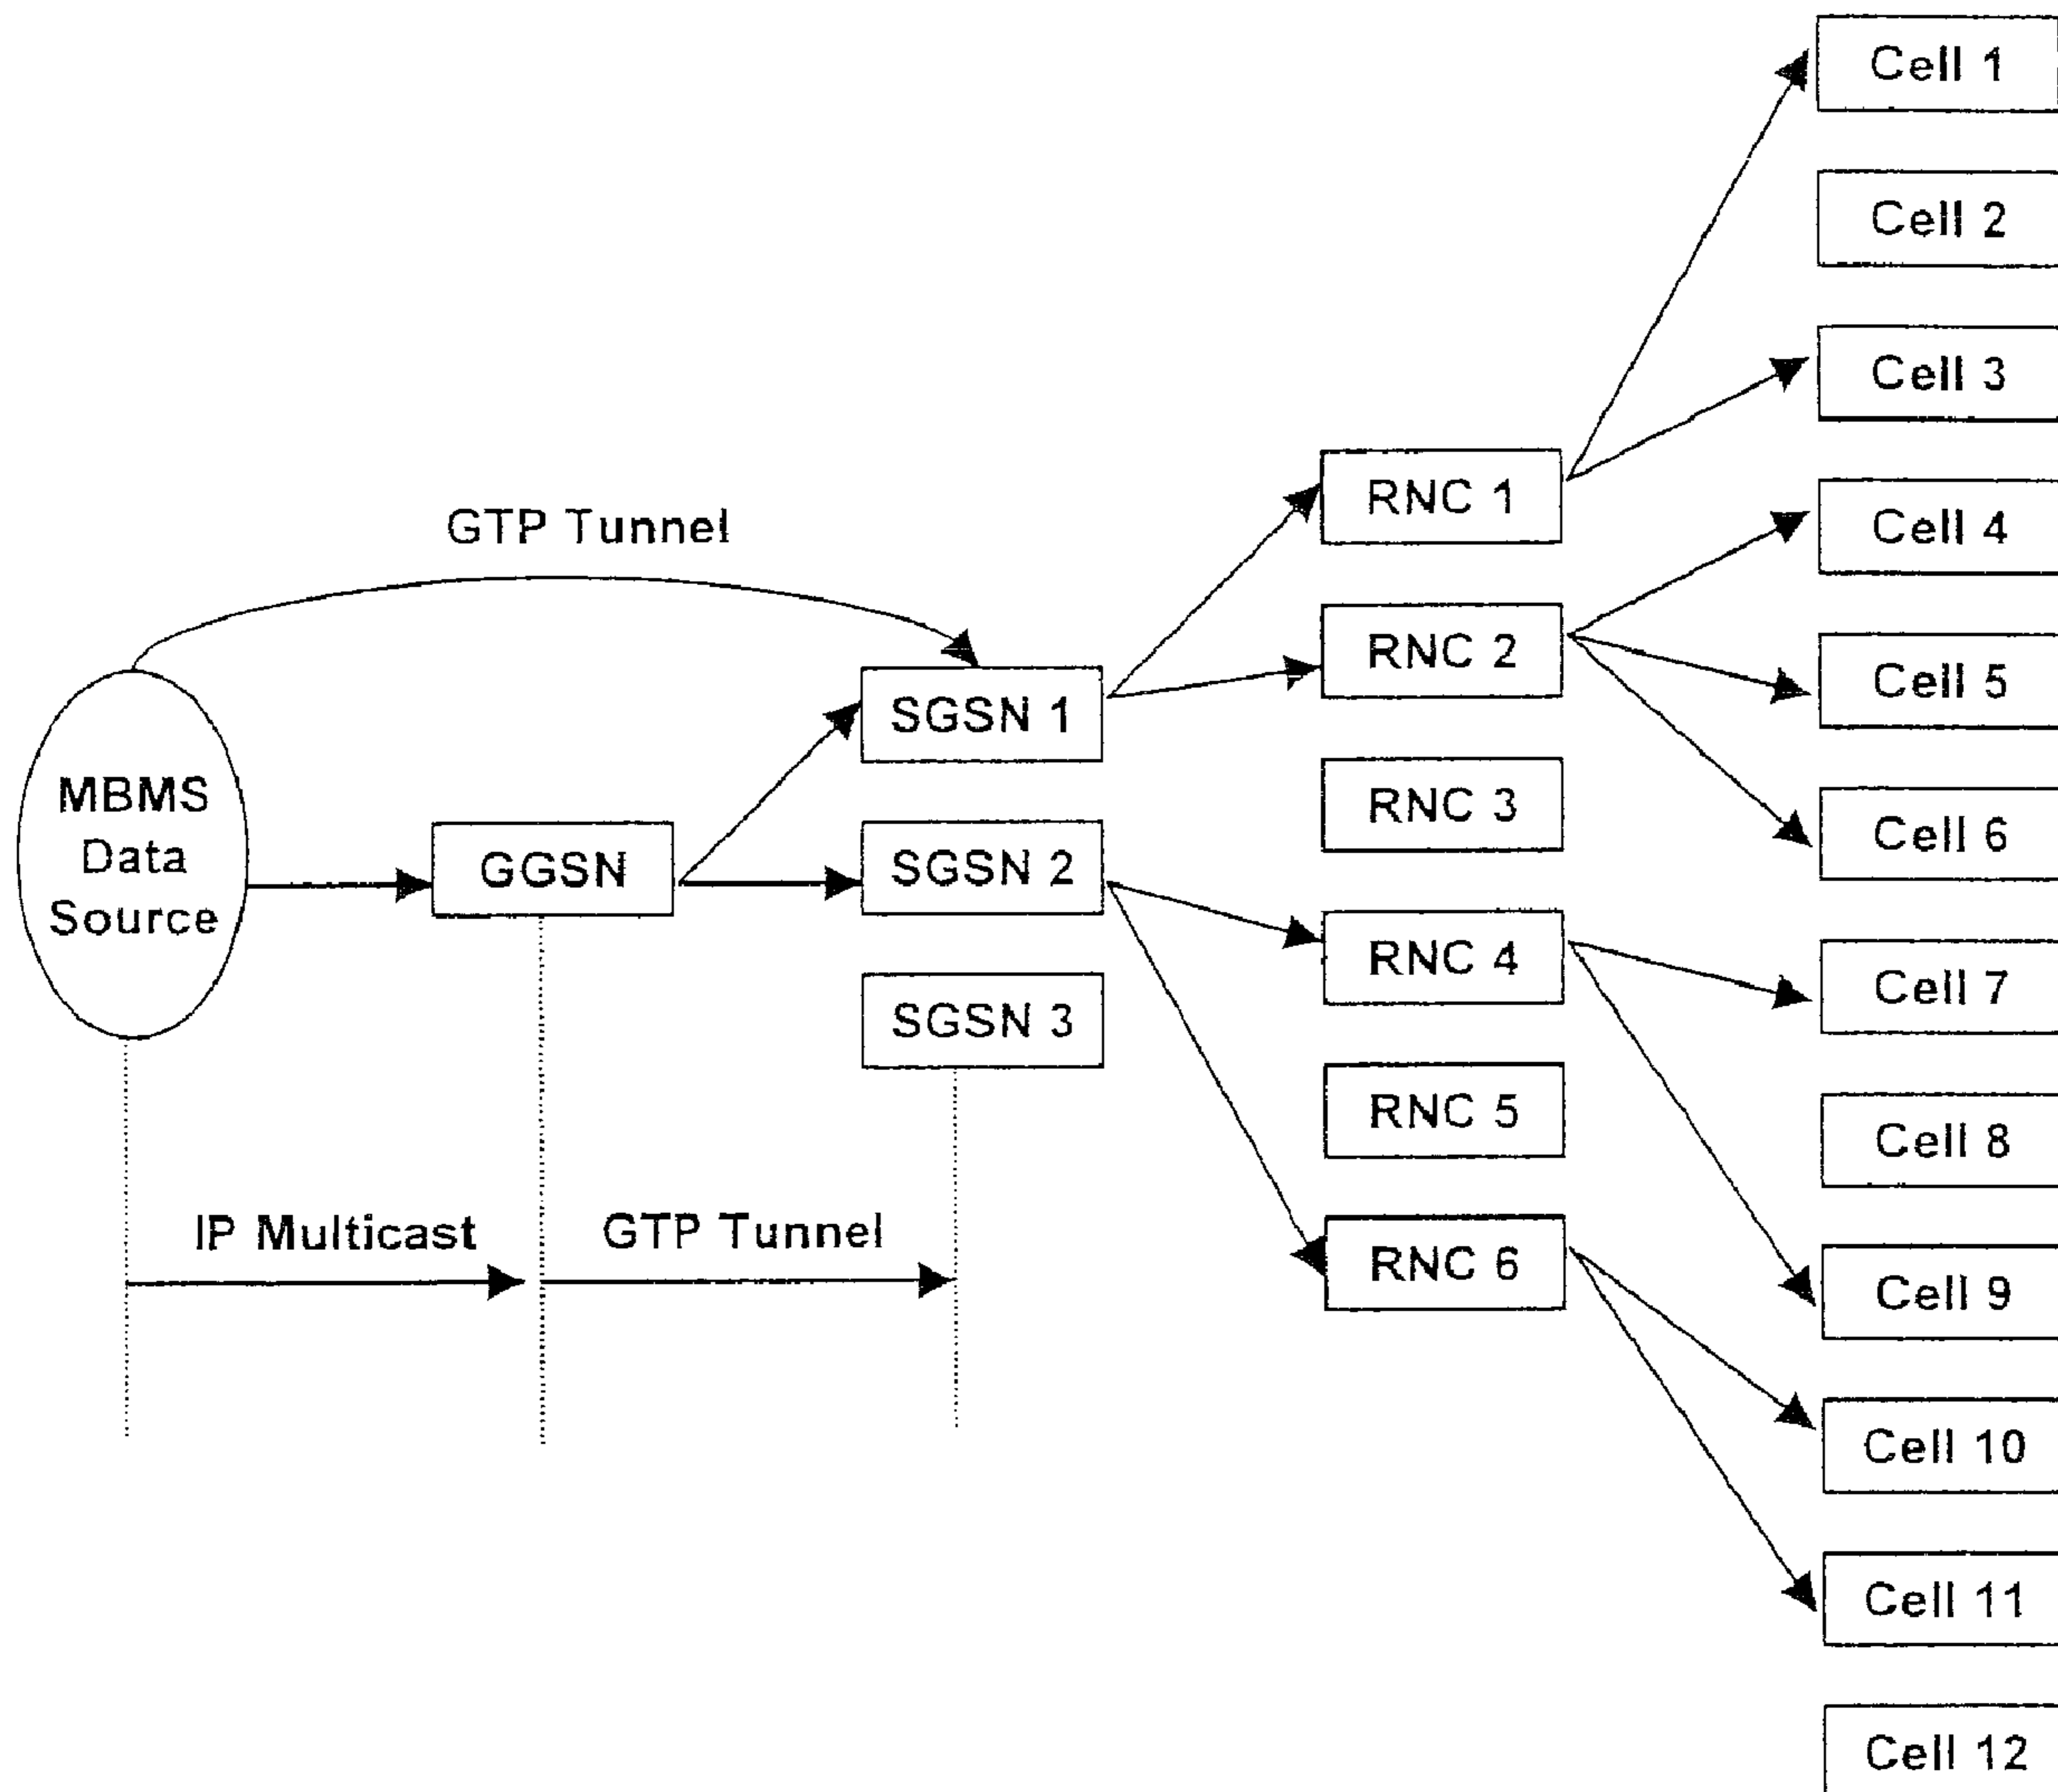 Cell 1
Cell 2
Cell 3
Cell 4
Cell 5
Cell 6
Cell 7
Cell 8
Cell 9
Cell 10
Cell 11
Cell 12
RNC 1
RNC 2
RNC 3
RNC 4
RNC 5
RNC 6
GTP Tunnel
SGSN 1
SGSN 2
SGSN 3
GGSN
MBMS
Data
Source
IP Multicast
GTP Tunnel